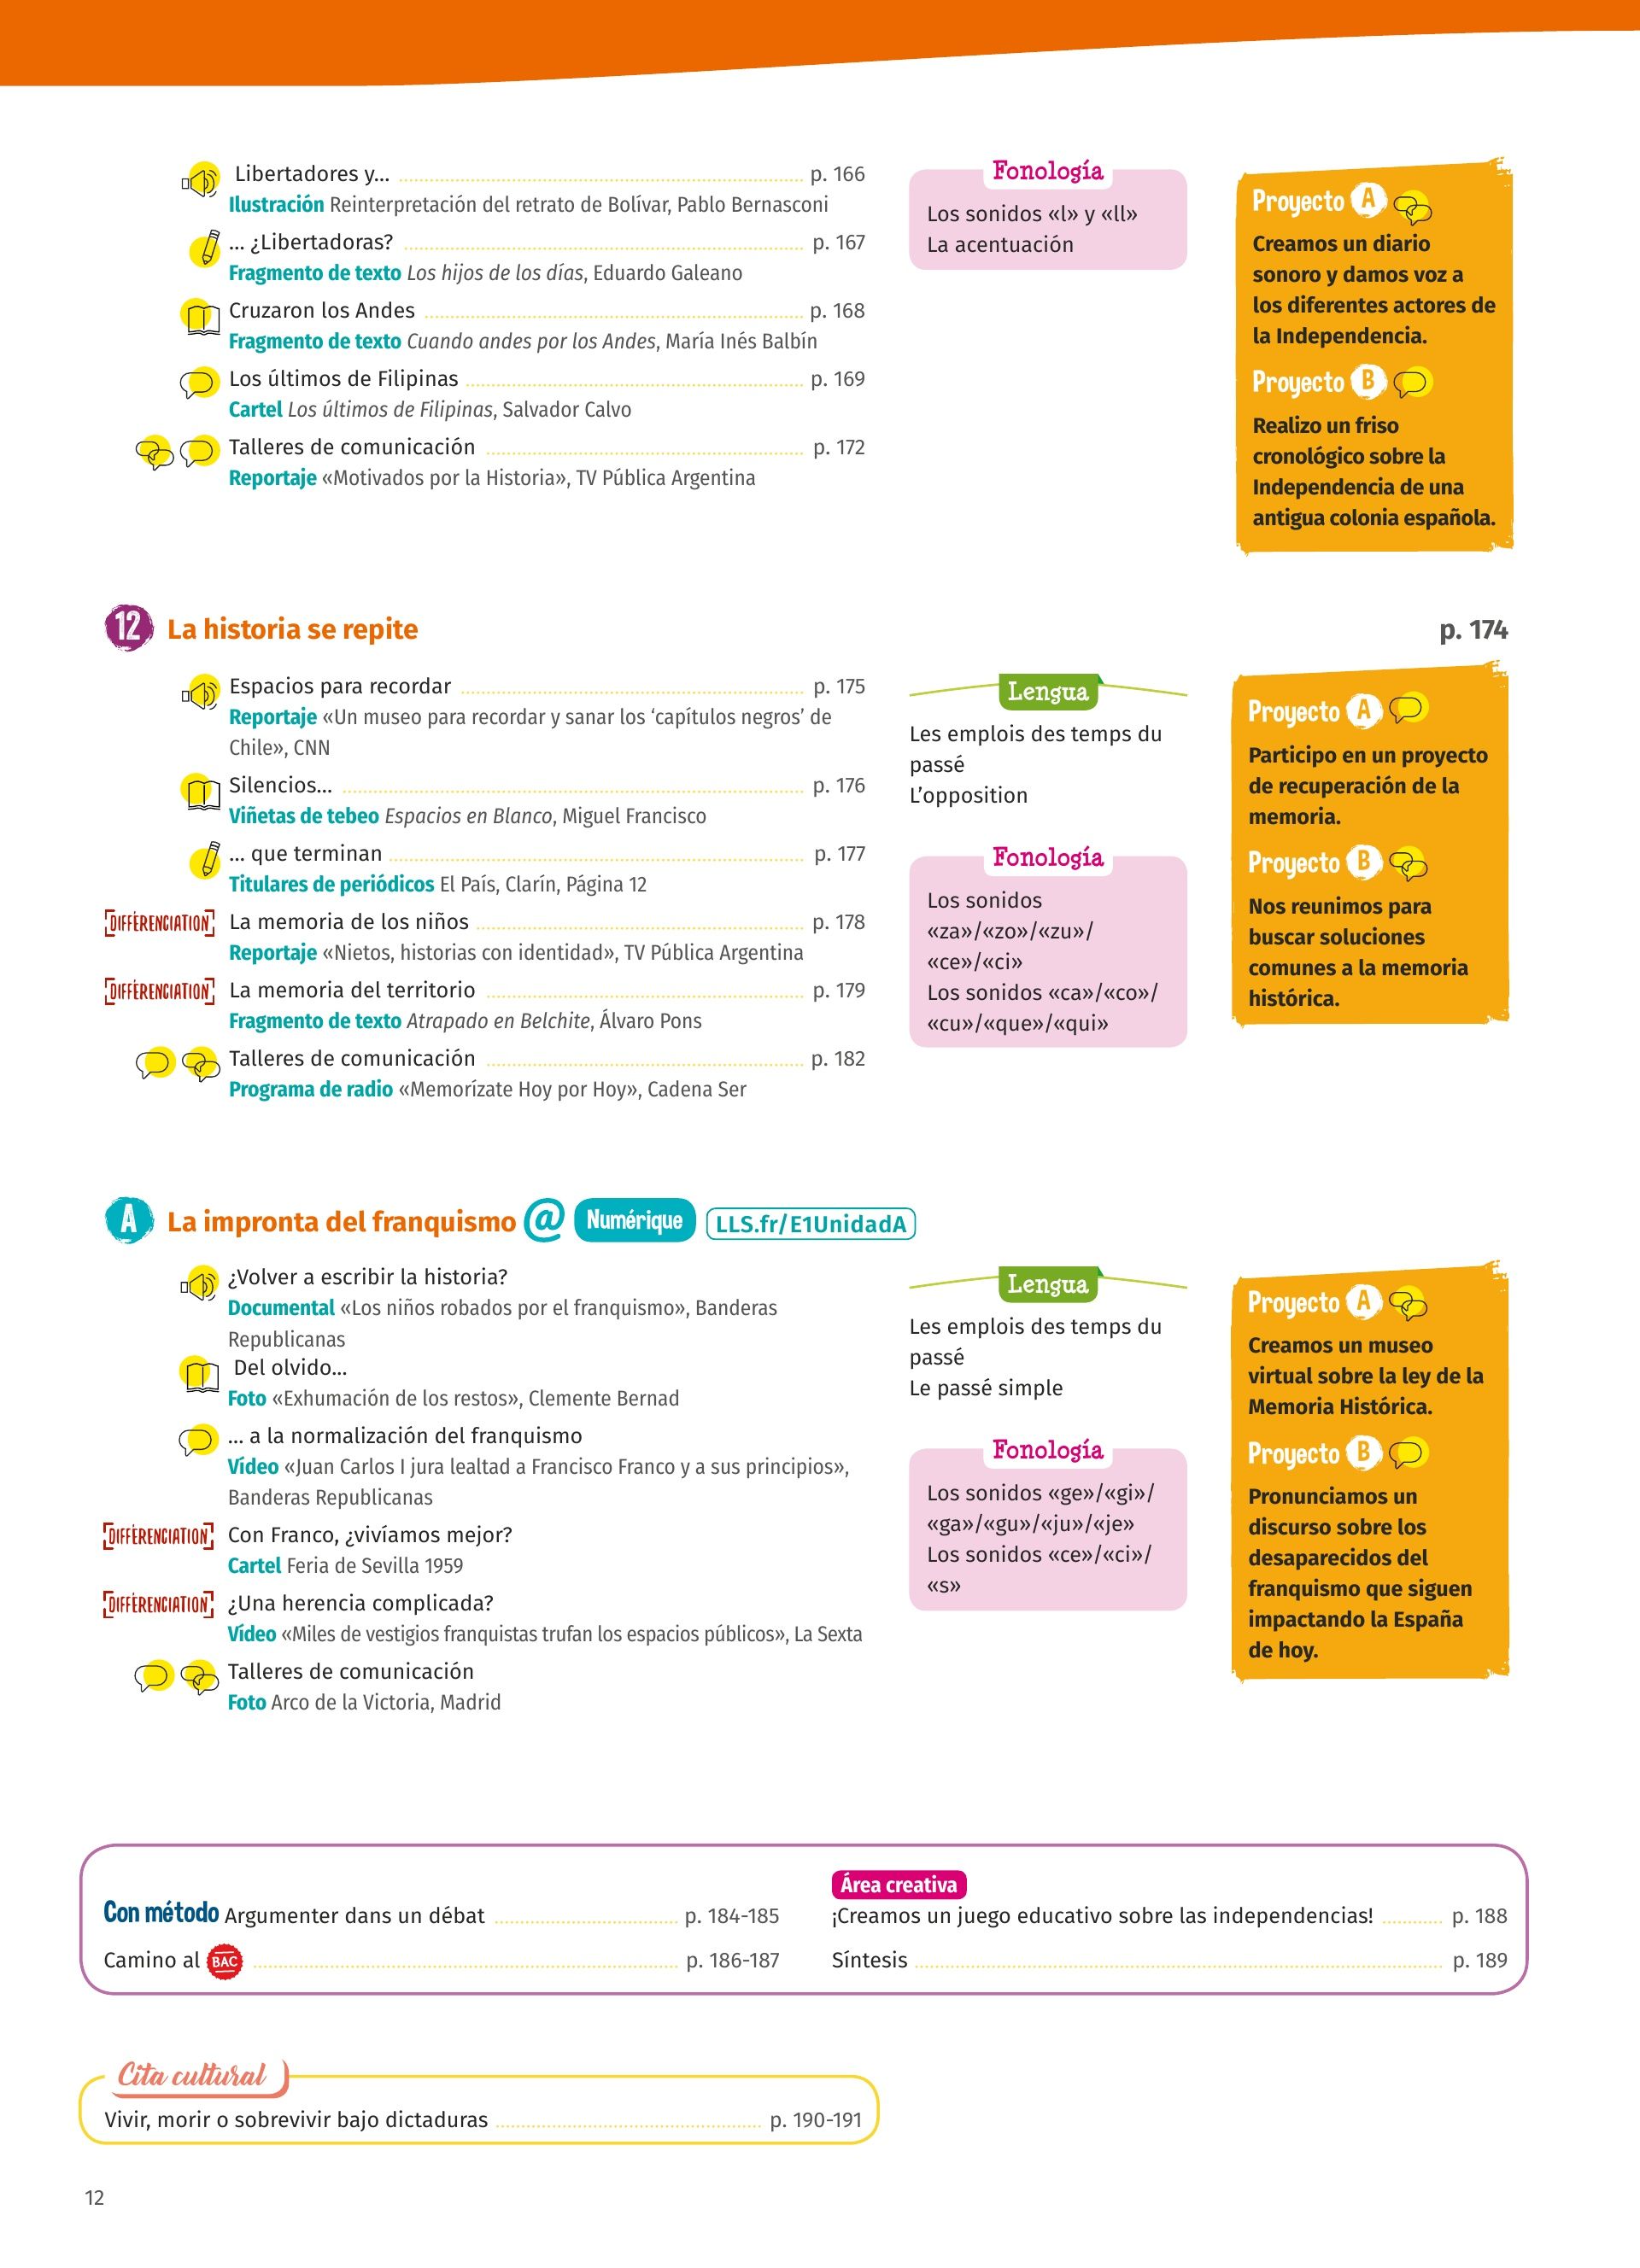 Libertadores y... p. 166
Ilustración Reinterpretación del retrato de Bolívar, Pablo Bernasconi
... ¿Libertadoras? p. 167
Fragmento de texto Los hijos de los días, Eduardo Galeano
Cruzaron los Andes p. 168
Fragmento de texto Cuando andes por los Andes, María Inés Balbín
Los últimos de Filipinas p. 169
Cartel Los últimos de Filipinas, Salvador Calvo
Talleres de comunicación p. 172
Reportaje «Motivados por la Historia», TV Pública Argentina
Fonología
Los sonidos «l» y «ll»
La acentuación
Proyecto A
Creamos un diario
sonoro y damos voz a
los diferentes actores de
la Independencia.
Proyecto B
Realizo un friso
cronológico sobre la
Independencia de una
antigua colonia española.
12 La historia se repite p. 174
Espacios para recordar p. 175
Reportaje «Un museo para recordar y sanar los ‘capítulos negros’ de
Chile», CNN
Silencios... p. 176
Viñetas de tebeo Espacios en Blanco, Miguel Francisco
... que terminan p. 177
Titulares de periódicos El País, Clarín, Página 12
[DIFFÉRENCIATION] La memoria de los niños p. 178
Reportaje «Nietos, historias con identidad», TV Pública Argentina
[DIFFÉRENCIATION] La memoria del territorio p. 179
Fragmento de texto Atrapado en Belchite, Álvaro Pons
Talleres de comunicación p. 182
Programa de radio «Memorízate Hoy por Hoy», Cadena Ser
Lengua
Les emplois des temps du
passé
L’opposition
Fonología
Los sonidos
«za»/«zo»/«zu»/
«ce»/«ci»
Los sonidos «ca»/«co»/
«cu»/«que»/«qui»
Proyecto A
Participo en un proyecto
de recuperación de la
memoria.
Proyecto B
Nos reunimos para
buscar soluciones
comunes a la memoria
histórica.
A La impronta del franquismo @ Numérique LLS.fr/E1UnidadA
¿Volver a escribir la historia?
Documental «Los niños robados por el franquismo», Banderas
Republicanas
Del olvido...
Foto «Exhumación de los restos», Clemente Bernad
... a la normalización del franquismo
Vídeo «Juan Carlos I jura lealtad a Francisco Franco y a sus principios»,
Banderas Republicanas
[DIFFÉRENCIATION] Con Franco, ¿vivíamos mejor?
Cartel Feria de Sevilla 1959
[DIFFÉRENCIATION] ¿Una herencia complicada?
Vídeo «Miles de vestigios franquistas trufan los espacios públicos», La Sexta
Talleres de comunicación
Foto Arco de la Victoria, Madrid
Lengua
Les emplois des temps du
passé
Le passé simple
Fonología
Los sonidos «ge»/«gi»/
«ga»/«gu»/«ju»/«je»
Los sonidos «ce»/«ci»/
«s»
Proyecto A
Creamos un museo
virtual sobre la ley de la
Memoria Histórica.
Proyecto B
Pronunciamos un
discurso sobre los
desaparecidos del
franquismo que siguen
impactando la España
de hoy.
Con método Argumenter dans un débat p. 184-185
Camino al BAC p. 186-187
Área creativa
¡Creamos un juego educativo sobre las independencias! p. 188
Síntesis p. 189
Cita cultural
Vivir, morir o sobrevivir bajo dictaduras p. 190-191
12